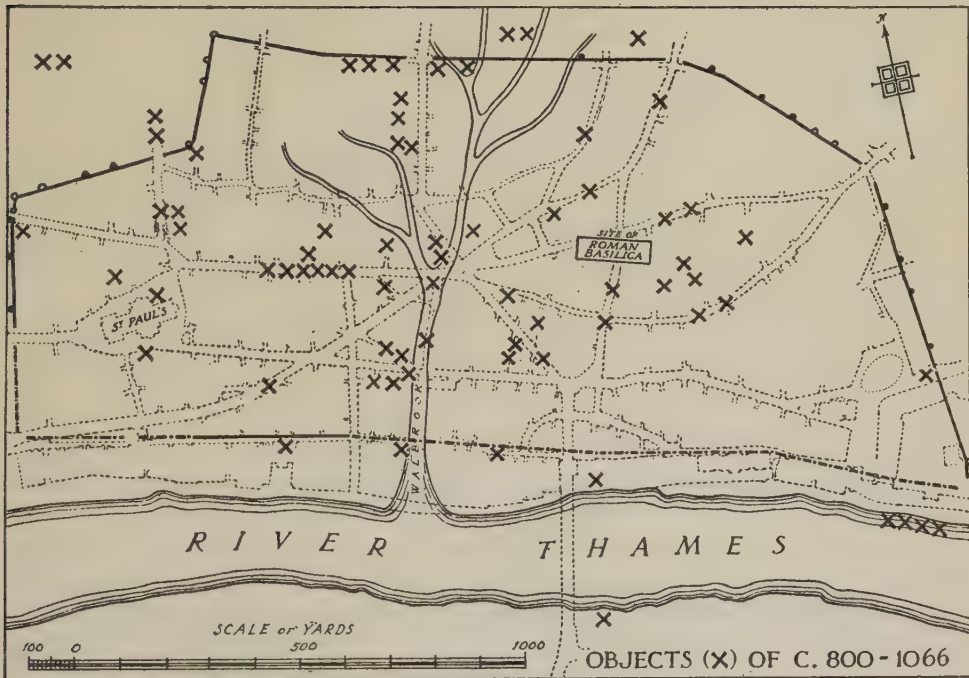 N
SITE OF
ROMAN
BASILICA
ST PAUL'S
WALBROOK
RIVER THAMES
SCALE OF YARDS
100 0 500 1000
OBJECTS (X) OF C. 800-1066